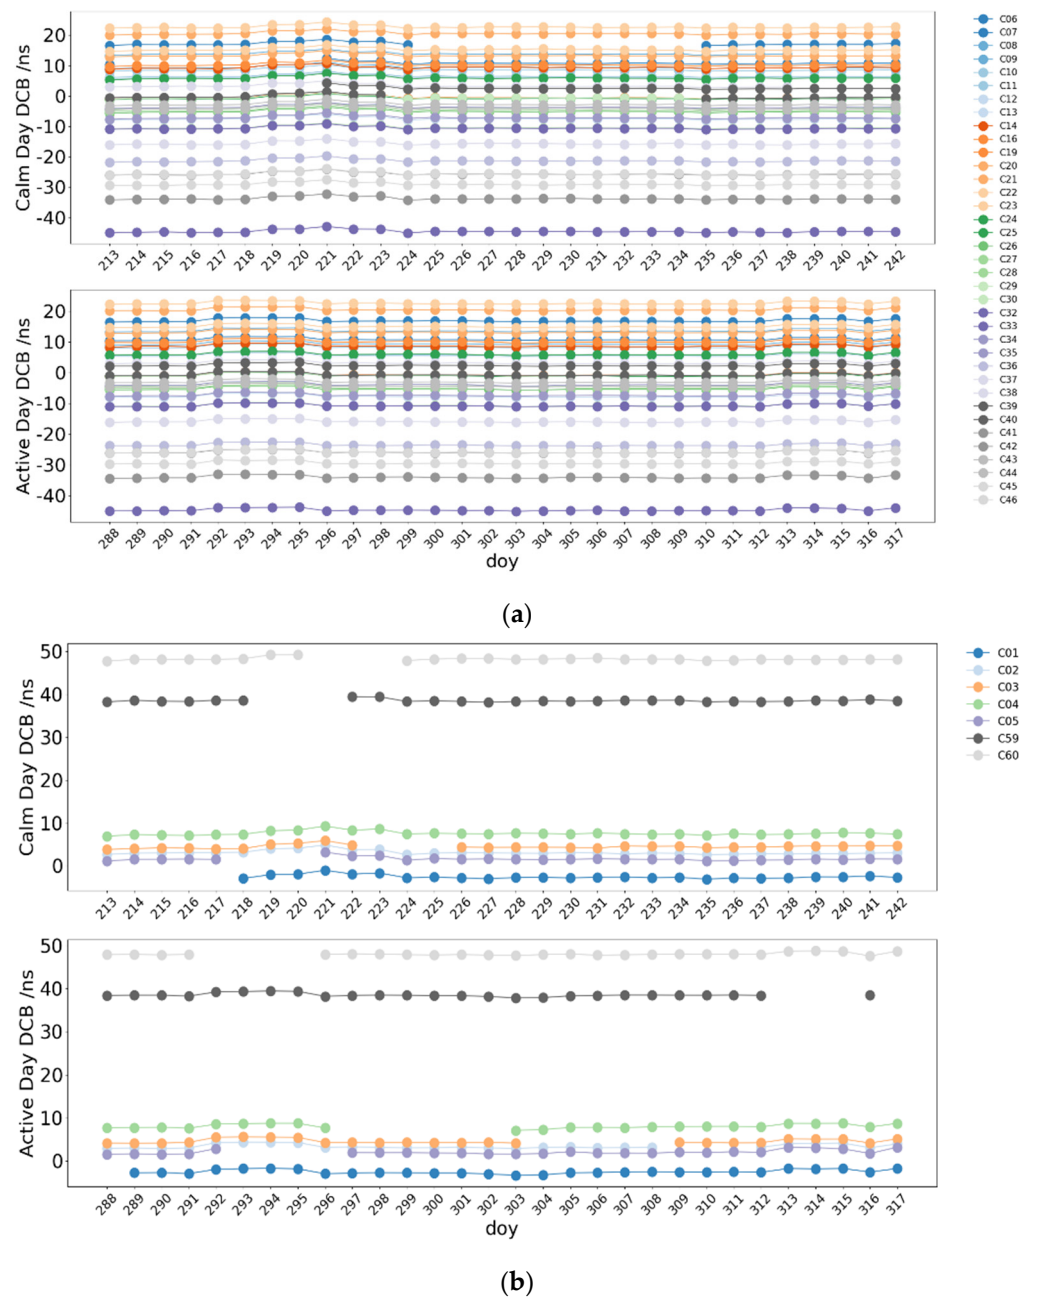 Calm Day DCB /ns
20
10
0
-10
-20
-30
-40
213 214 215 216 217 218 219 220 221 222 223 224 225 226 227 228 229 230 231 232 233 234 235 236 237 238 239 240 241 242
Active Day DCB /ns
20
10
0
-10
-20
-30
-40
288 289 290 291 292 293 294 295 296 297 298 299 300 301 302 303 304 305 306 307 308 309 310 311 312 313 314 315 316 317
doy
C06
C07
C08
C09
C10
C11
C12
C13
C14
C16
C19
C20
C21
C22
C23
C24
C25
C26
C27
C28
C29
C30
C32
C33
C34
C35
C36
C37
C38
C39
C40
C41
C42
C43
C44
C45
C46
(a)
Calm Day DCB /ns
50
40
30
20
10
0
213 214 215 216 217 218 219 220 221 222 223 224 225 226 227 228 229 230 231 232 233 234 235 236 237 238 239 240 241 242
Active Day DCB /ns
50
40
30
20
10
0
288 289 290 291 292 293 294 295 296 297 298 299 300 301 302 303 304 305 306 307 308 309 310 311 312 313 314 315 316 317
doy
C01
C02
C03
C04
C05
C59
C60
(b)